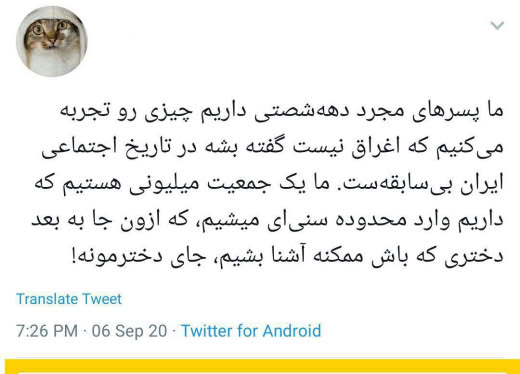 ما پسرهای مجرد دهه‌شصتی داریم چیزی رو تجربه
می‌کنیم که اغراق نیست گفته بشه در تاریخ اجتماعی
ایران بی‌سابقه‌ست. ما یک جمعیت میلیونی هستیم که
داریم وارد محدوده سنی‌ای میشیم، که ازون جا به بعد
دختری که باش ممکنه آشنا بشیم، جای دخترمونه!
Translate Tweet
7:26 PM · 06 Sep 20 · Twitter for Android